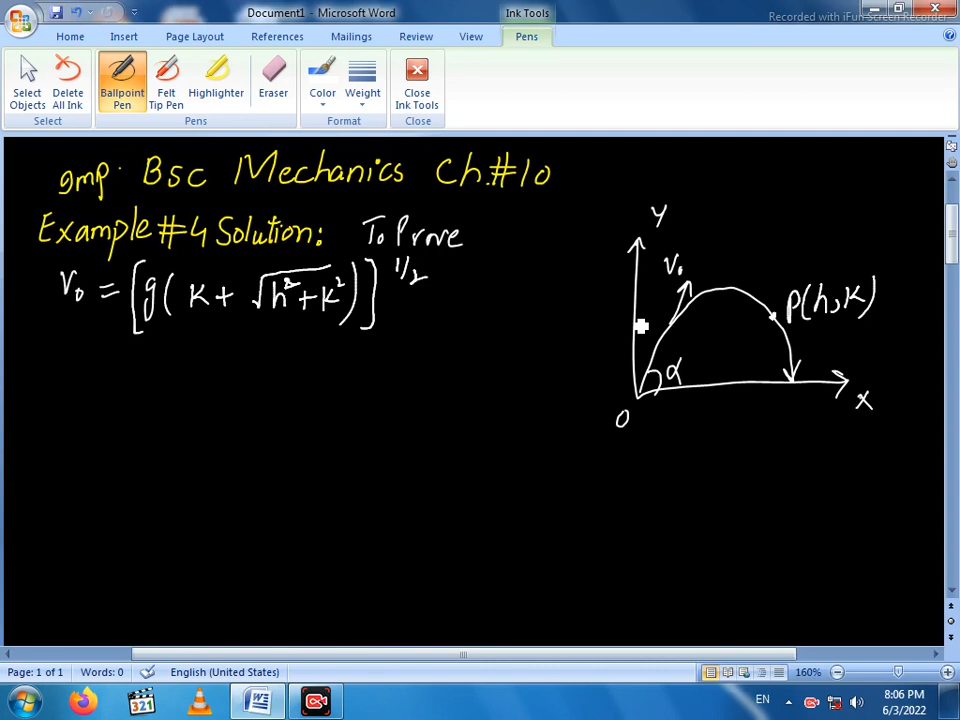 Document1 - Microsoft Word
Ink Tools
Recorded with iFun Screen Recorder
Home
Insert
Page Layout
References
Mailings
Review
View
Pens
Select Objects
Delete All Ink
Ballpoint Pen
Felt Tip Pen
Highlighter
Eraser
Color
Weight
Close Ink Tools
Select
Pens
Format
Close
gmp. BSC Mechanics Ch.#10
Example #4 Solution: To Prove
V₀ = [g(K + √h²+K²)]^1/2
Y
V₀
P(h,K)
α
X
O
Page: 1 of 1
Words: 0
English (United States)
160%
321
EN
8:06 PM
6/3/2022